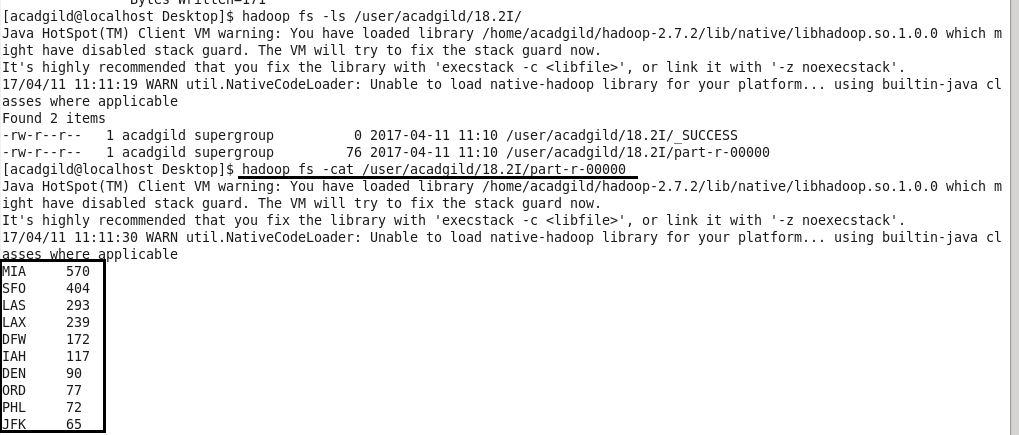 Bytes Written=171
[acadgild@localhost Desktop]$ hadoop fs -ls /user/acadgild/18.2I/
Java HotSpot(TM) Client VM warning: You have loaded library /home/acadgild/hadoop-2.7.2/lib/native/libhadoop.so.1.0.0 which m
ight have disabled stack guard. The VM will try to fix the stack guard now.
It's highly recommended that you fix the library with 'execstack -c <libfile>', or link it with '-z noexecstack'.
17/04/11 11:11:19 WARN util.NativeCodeLoader: Unable to load native-hadoop library for your platform... using builtin-java cl
asses where applicable
Found 2 items
-rw-r--r--   1 acadgild supergroup          0 2017-04-11 11:10 /user/acadgild/18.2I/_SUCCESS
-rw-r--r--   1 acadgild supergroup         76 2017-04-11 11:10 /user/acadgild/18.2I/part-r-00000
[acadgild@localhost Desktop]$ hadoop fs -cat /user/acadgild/18.2I/part-r-00000
Java HotSpot(TM) Client VM warning: You have loaded library /home/acadgild/hadoop-2.7.2/lib/native/libhadoop.so.1.0.0 which m
ight have disabled stack guard. The VM will try to fix the stack guard now.
It's highly recommended that you fix the library with 'execstack -c <libfile>', or link it with '-z noexecstack'.
17/04/11 11:11:30 WARN util.NativeCodeLoader: Unable to load native-hadoop library for your platform... using builtin-java cl
asses where applicable
MIA     570
SFO     404
LAS     293
LAX     239
DFW     172
IAH     117
DEN     90
ORD     77
PHL     72
JFK     65